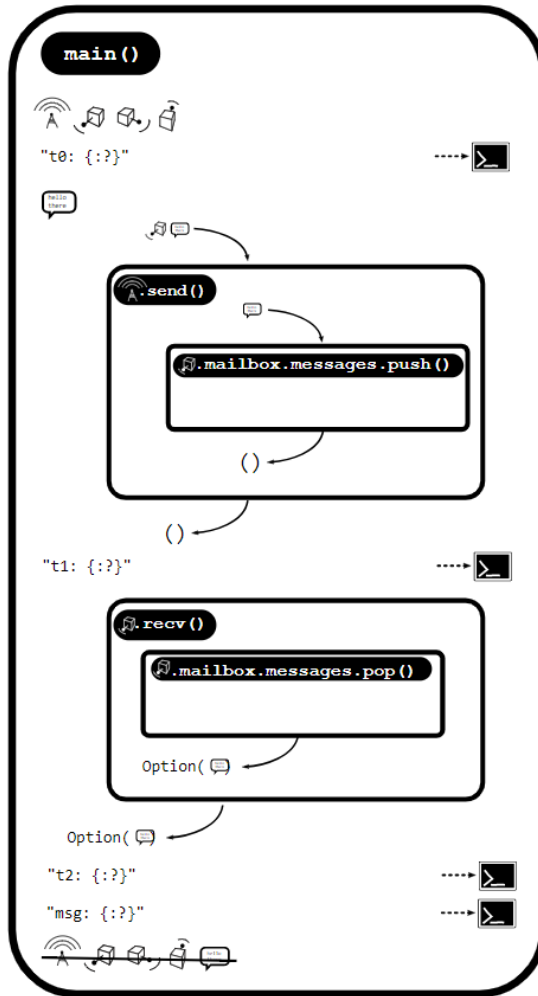 main()
"t0: {:?}"
hello
there
.send()
.mailbox.messages.push()
()
()
"t1: {:?}"
.recv()
.mailbox.messages.pop()
Option( )
Option( )
"t2: {:?}"
"msg: {:?}"